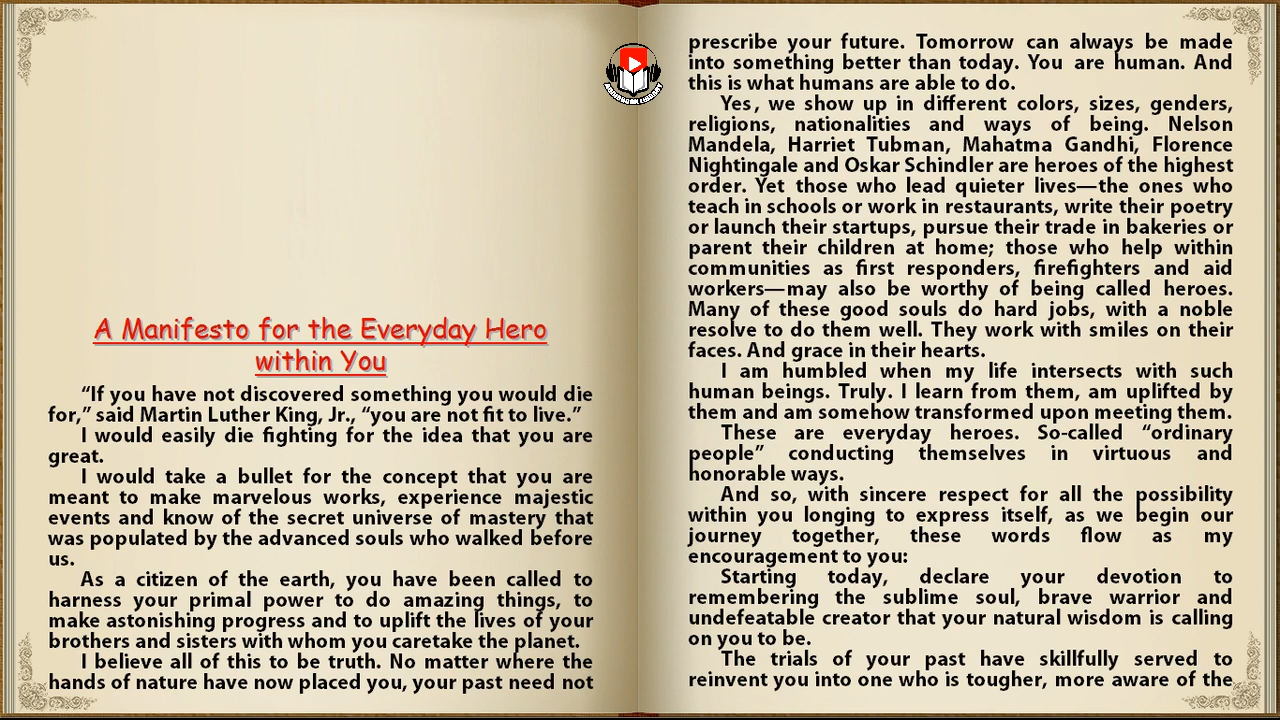 A Manifesto for the Everyday Hero
within You
“If you have not discovered something you would die
for,” said Martin Luther King, Jr., “you are not fit to live.”
I would easily die fighting for the idea that you are
great.
I would take a bullet for the concept that you are
meant to make marvelous works, experience majestic
events and know of the secret universe of mastery that
was populated by the advanced souls who walked before
us.
As a citizen of the earth, you have been called to
harness your primal power to do amazing things, to
make astonishing progress and to uplift the lives of your
brothers and sisters with whom you caretake the planet.
I believe all of this to be truth. No matter where the
hands of nature have now placed you, your past need not
prescribe your future. Tomorrow can always be made
into something better than today. You are human. And
this is what humans are able to do.
Yes, we show up in different colors, sizes, genders,
religions, nationalities and ways of being. Nelson
Mandela, Harriet Tubman, Mahatma Gandhi, Florence
Nightingale and Oskar Schindler are heroes of the highest
order. Yet those who lead quieter lives—the ones who
teach in schools or work in restaurants, write their poetry
or launch their startups, pursue their trade in bakeries or
parent their children at home; those who help within
communities as first responders, firefighters and aid
workers—may also be worthy of being called heroes.
Many of these good souls do hard jobs, with a noble
resolve to do them well. They work with smiles on their
faces. And grace in their hearts.
I am humbled when my life intersects with such
human beings. Truly. I learn from them, am uplifted by
them and am somehow transformed upon meeting them.
These are everyday heroes. So-called “ordinary
people” conducting themselves in virtuous and
honorable ways.
And so, with sincere respect for all the possibility
within you longing to express itself, as we begin our
journey together, these words flow as my
encouragement to you:
Starting today, declare your devotion to
remembering the sublime soul, brave warrior and
undefeatable creator that your natural wisdom is calling
on you to be.
The trials of your past have skillfully served to
reinvent you into one who is tougher, more aware of the